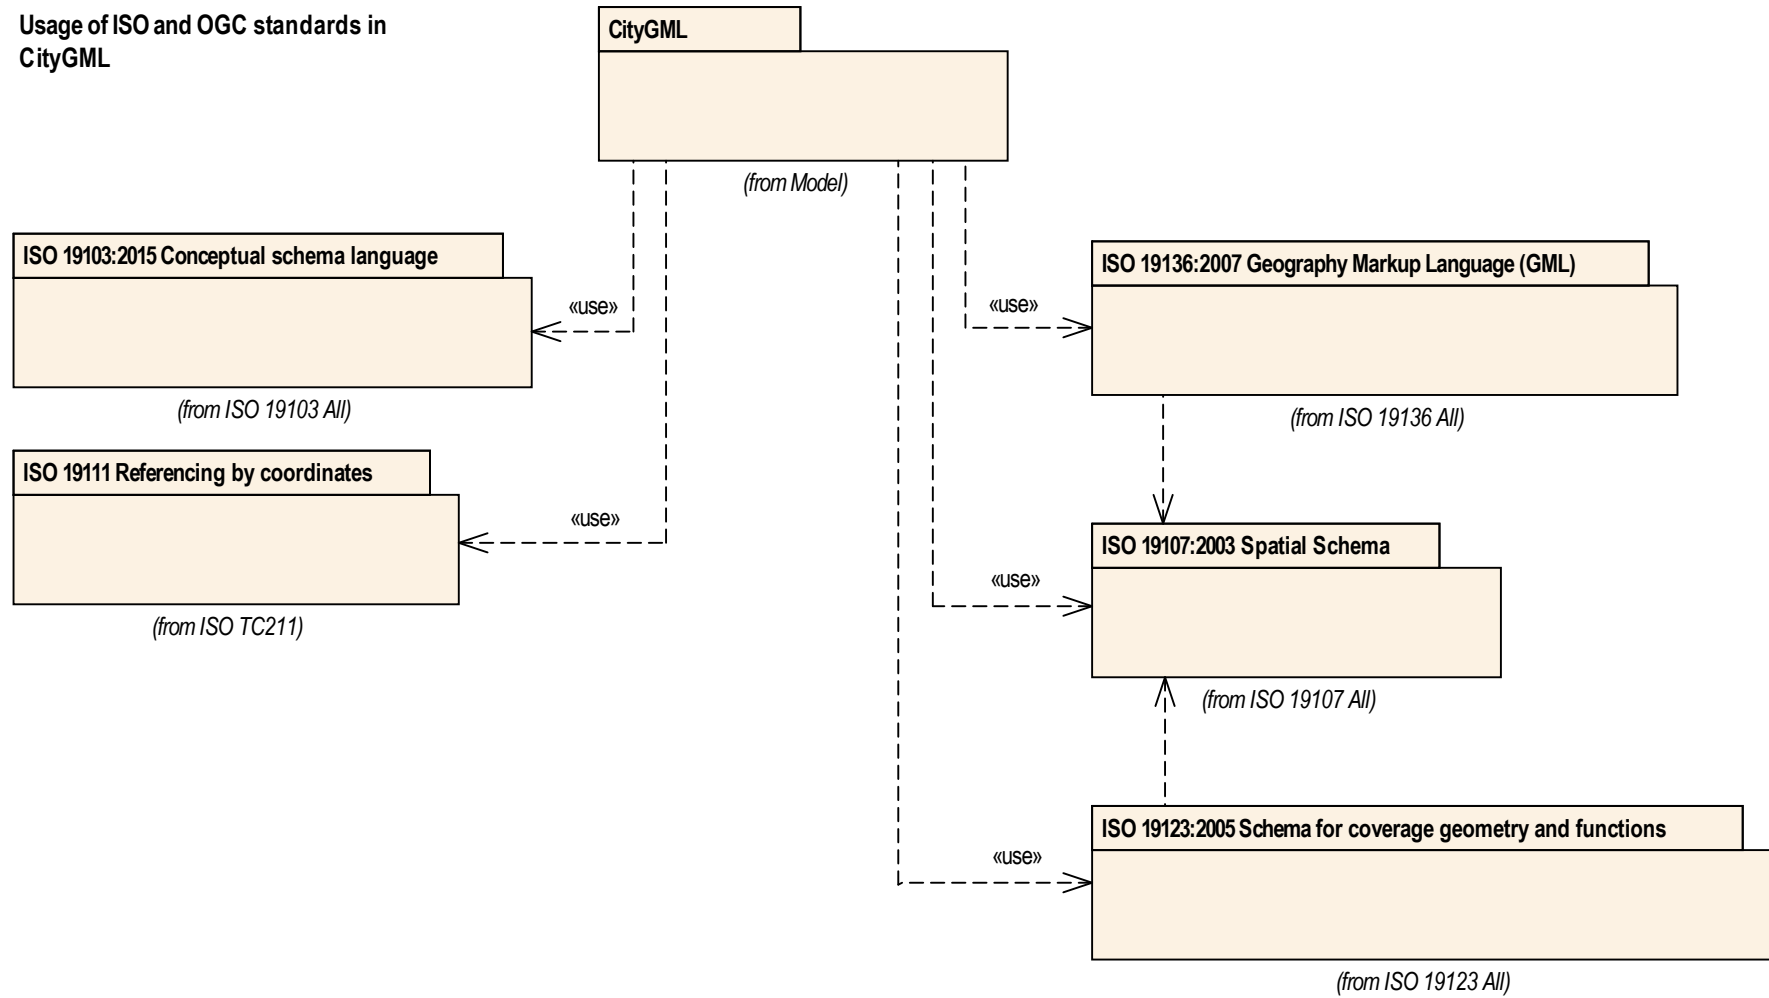 Usage of ISO and OGC standards in
CityGML
CityGML
(from Model)
ISO 19103:2015 Conceptual schema language
«use»
(from ISO 19103 All)
ISO 19111 Referencing by coordinates
«use»
(from ISO TC211)
ISO 19136:2007 Geography Markup Language (GML)
«use»
(from ISO 19136 All)
ISO 19107:2003 Spatial Schema
«use»
(from ISO 19107 All)
ISO 19123:2005 Schema for coverage geometry and functions
«use»
(from ISO 19123 All)